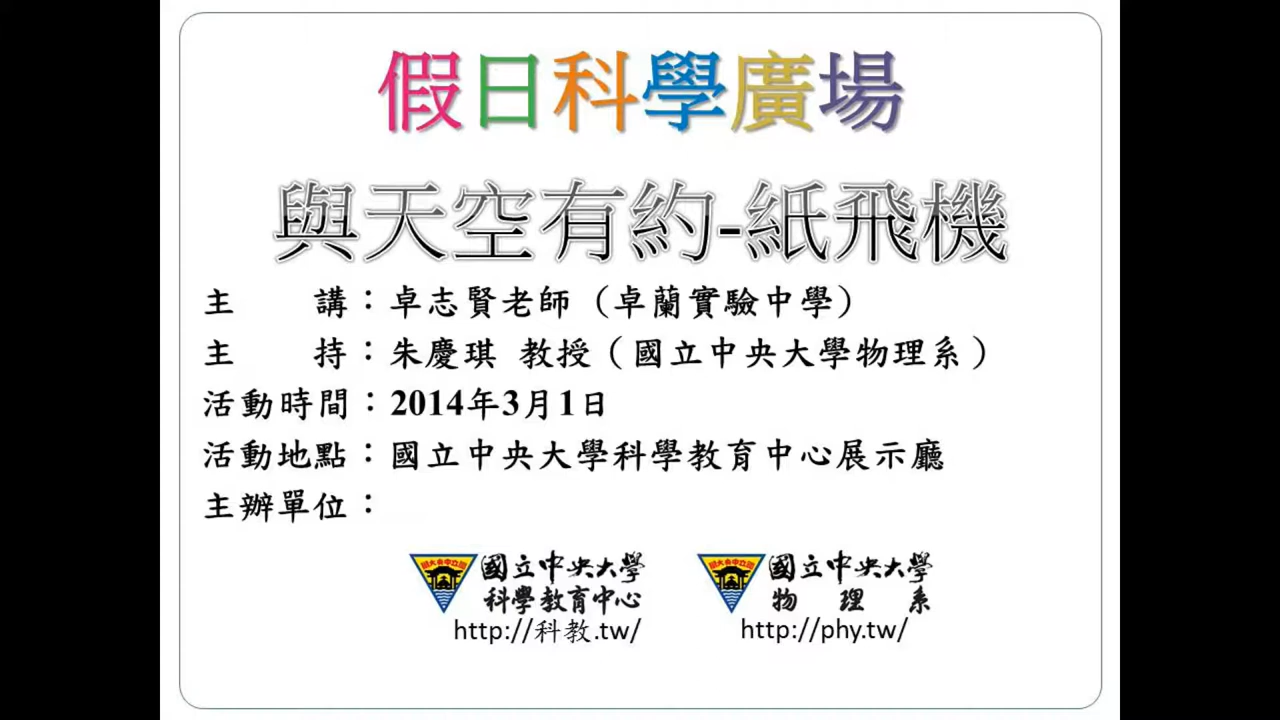 假日科學廣場
與天空有約-紙飛機
主　　講：卓志賢老師（卓蘭實驗中學）
主　　持：朱慶琪 教授（國立中央大學物理系）
活動時間：2014年3月1日
活動地點：國立中央大學科學教育中心展示廳
主辦單位：
國立中央大學
科學教育中心
http://科教.tw/
國立中央大學
物理系
http://phy.tw/